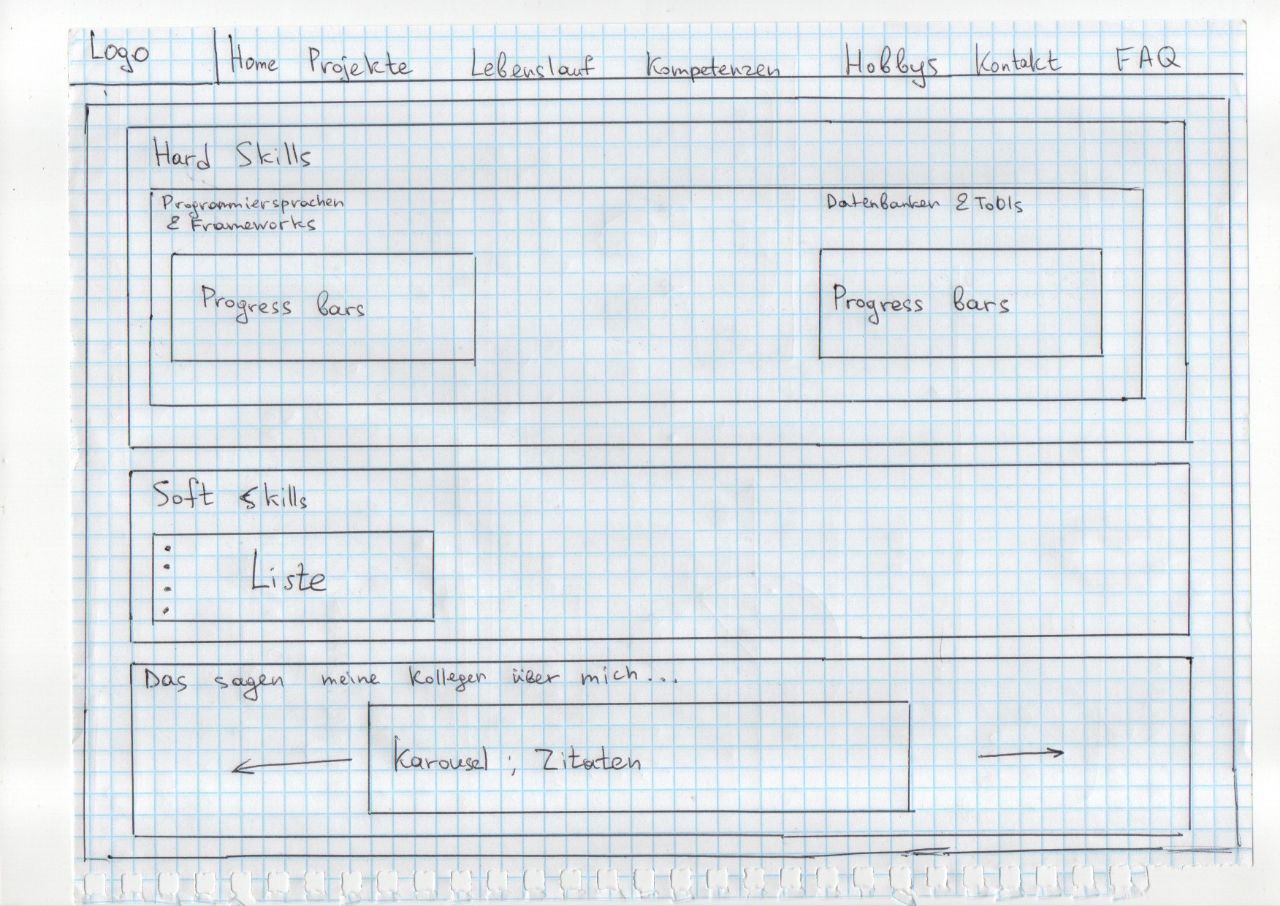 Logo
Home Projekte Lebenslauf Kompetenzen Hobbys Kontakt FAQ
Hard Skills
Programmiersprachen
& Frameworks
Datenbanken & Tools
Progress bars
Progress bars
Soft Skills
Liste
Das sagen meine Kollegen über mich...
Karousel ; Zitaten